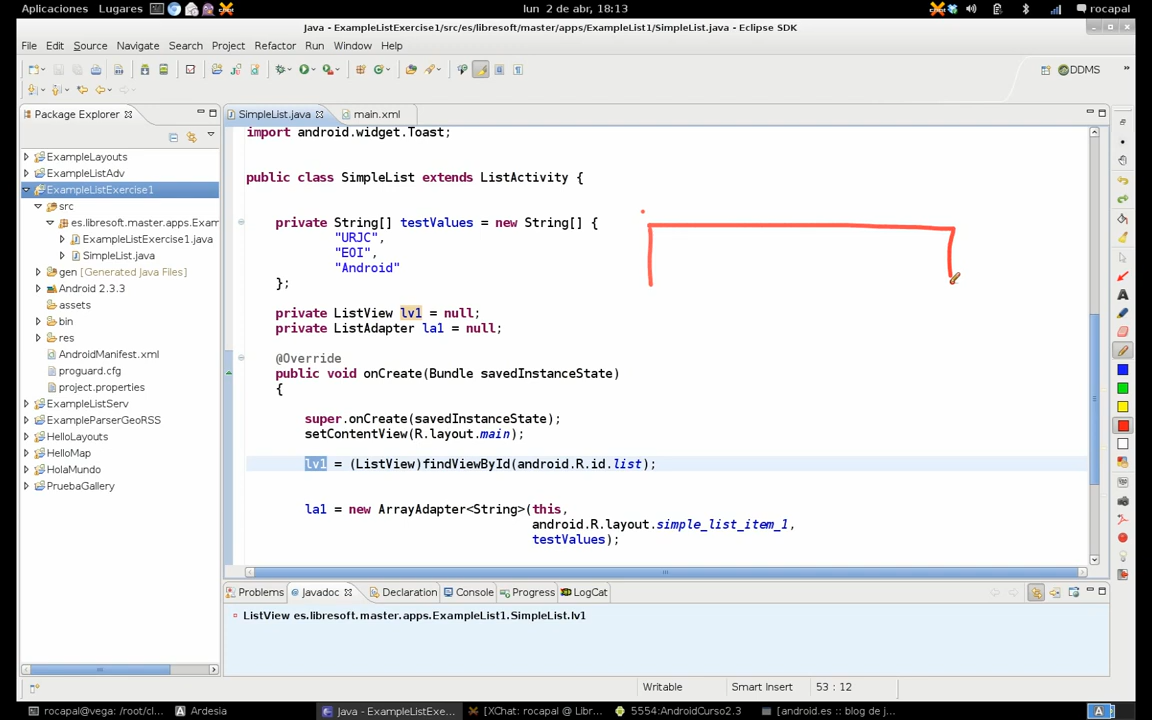 Aplicaciones Lugares lun 2 de abr, 18:13 rocapal
Java - ExampleListExercise1/src/es/libresoft/master/apps/ExampleList1/SimpleList.java - Eclipse SDK
File Edit Source Navigate Search Project Refactor Run Window Help
DDMS
Package Explorer
SimpleList.java main.xml
ExampleLayouts
ExampleListAdv
ExampleListExercise1
src
es.libresoft.master.apps.Exam
ExampleListExercise1.java
SimpleList.java
gen [Generated Java Files]
Android 2.3.3
assets
bin
res
AndroidManifest.xml
proguard.cfg
project.properties
ExampleListServ
ExampleParserGeoRSS
HelloLayouts
HelloMap
HolaMundo
PruebaGallery
import android.widget.Toast;
public class SimpleList extends ListActivity {
private String[] testValues = new String[] {
"URJC",
"EOI",
"Android"
};
private ListView lv1 = null;
private ListAdapter la1 = null;
@Override
public void onCreate(Bundle savedInstanceState)
{
super.onCreate(savedInstanceState);
setContentView(R.layout.main);
lv1 = (ListView)findViewById(android.R.id.list);
la1 = new ArrayAdapter<String>(this,
android.R.layout.simple_list_item_1,
testValues);
Problems Javadoc Declaration Console Progress LogCat
ListView es.libresoft.master.apps.ExampleList1.SimpleList.lv1
Writable Smart Insert 53 : 12
rocapal@vega: /root/cl... Ardesia Java - ExampleListExe... [XChat: rocapal @ Libr... 5554:AndroidCurso2.3 [android.es :: blog de j...